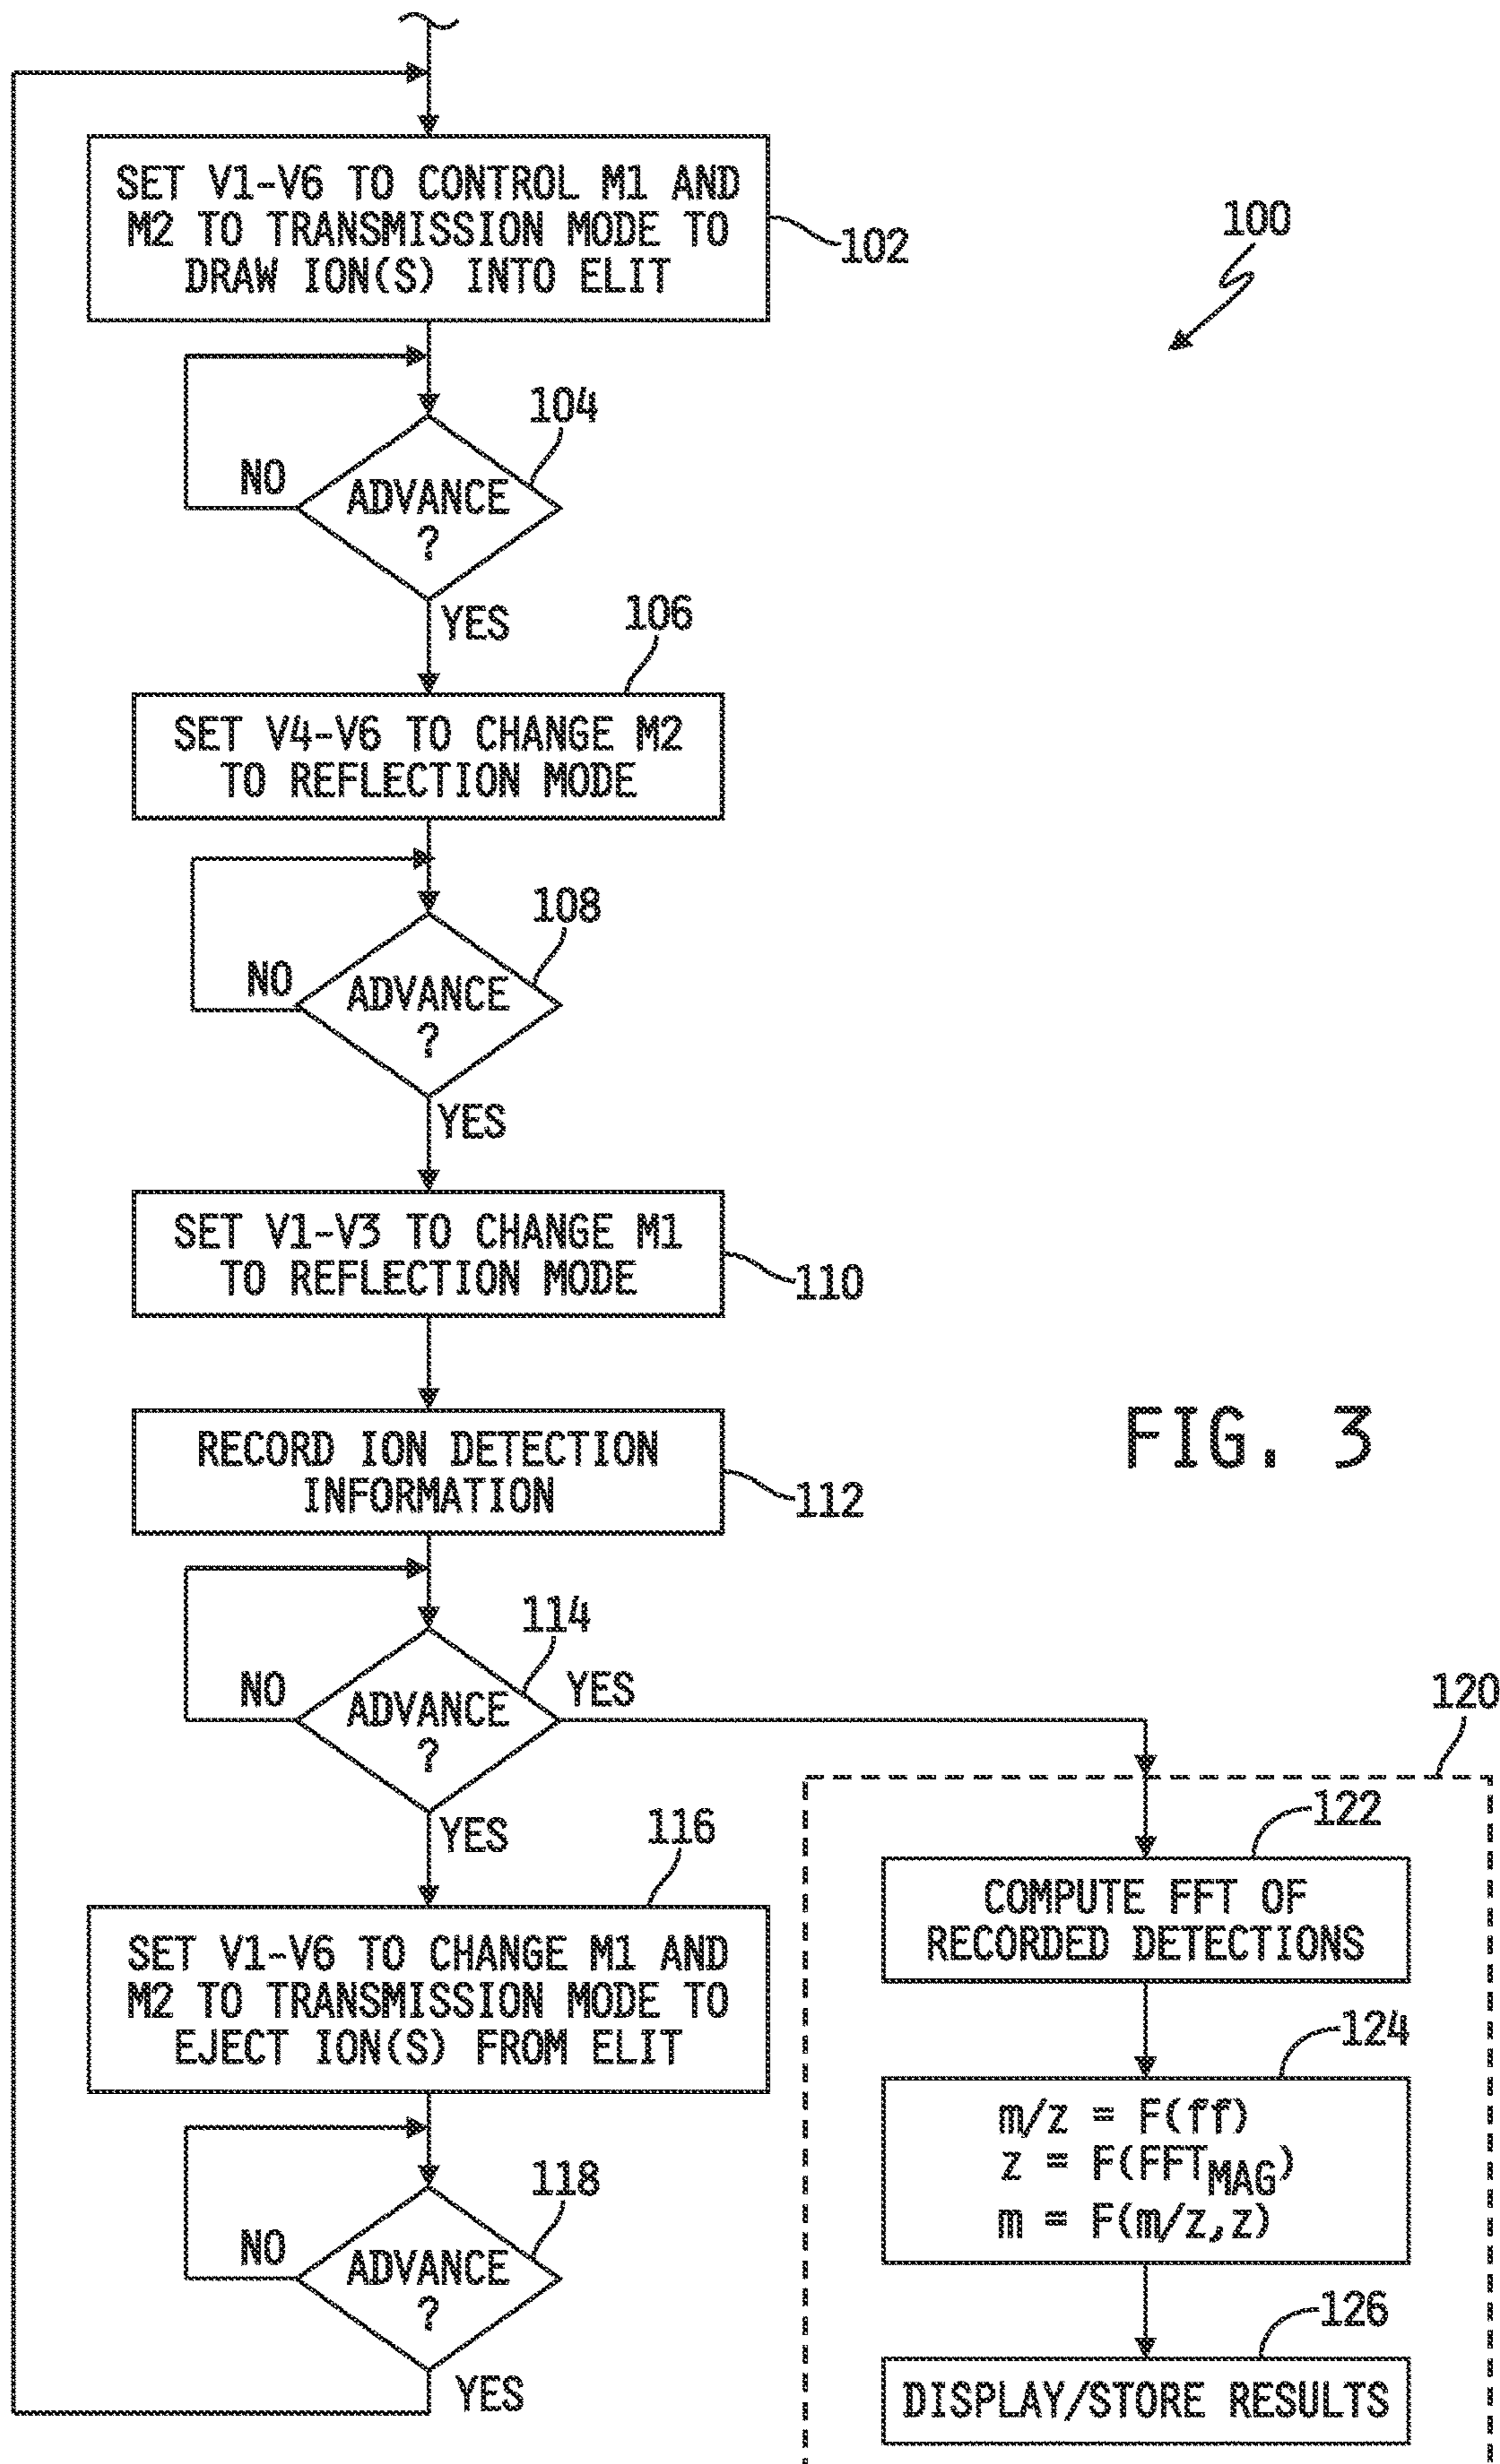 SET V1-V6 TO CONTROL M1 AND
M2 TO TRANSMISSION MODE TO
DRAW ION(S) INTO ELIT
102
100
104
NO
ADVANCE
?
YES
106
SET V4-V6 TO CHANGE M2
TO REFLECTION MODE
108
NO
ADVANCE
?
YES
SET V1-V3 TO CHANGE M1
TO REFLECTION MODE
110
RECORD ION DETECTION
INFORMATION
112
FIG. 3
114
NO
ADVANCE
?
YES
YES
116
SET V1-V6 TO CHANGE M1 AND
M2 TO TRANSMISSION MODE TO
EJECT ION(S) FROM ELIT
118
NO
ADVANCE
?
YES
120
122
COMPUTE FFT OF
RECORDED DETECTIONS
124
m/z = F(ff)
z = F(FFTMAG)
m = F(m/z,z)
126
DISPLAY/STORE RESULTS